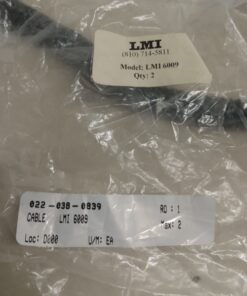 LMI
(810) 714-5811
Model: LMI 6009
Qty: 2
022-038-0839
RO : 1
CABLE LMI 6009
Max: 2
Loc: D000 U/M: EA